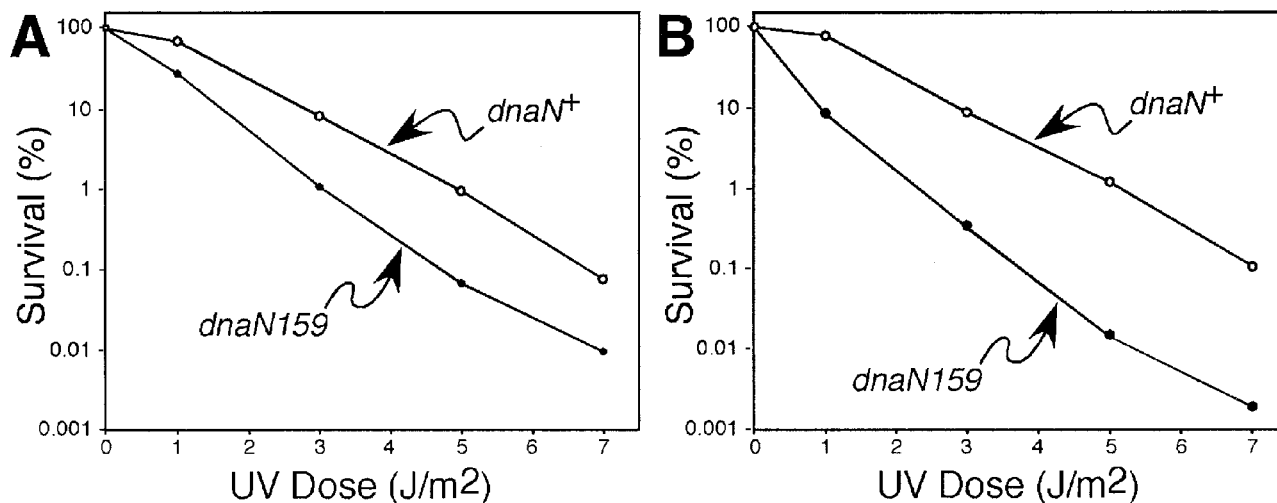 A
100
10
1
0.1
0.01
0.001
Survival (%)
dnaN+
dnaN159
0 1 2 3 4 5 6 7
UV Dose (J/m2)
B
100
10
1
0.1
0.01
0.001
Survival (%)
dnaN+
dnaN159
0 1 2 3 4 5 6 7
UV Dose (J/m2)